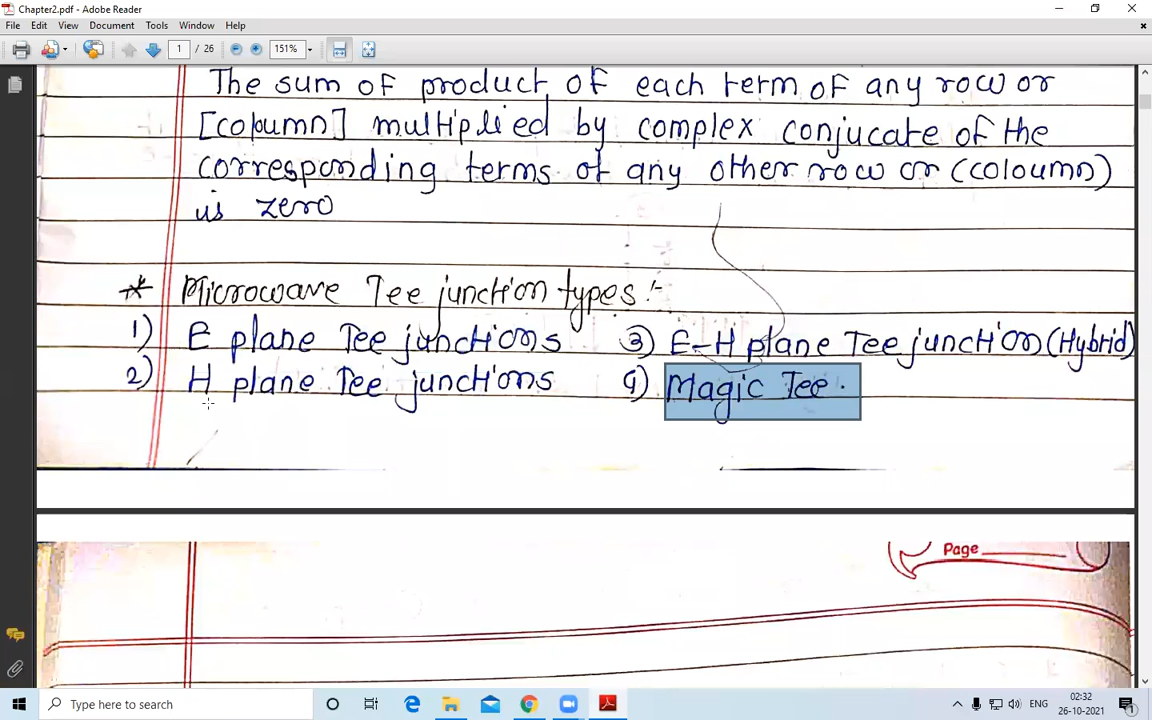 Chapter2.pdf - Adobe Reader
File Edit View Document Tools Window Help
1 / 26 151%
The sum of product of each term of any row or
[column] multiplied by complex conjucate of the
corresponding terms of any other row or (coloumn)
is zero
* Microwave Tee junction types:-
1) E plane Tee junctions 3) E-H plane Tee junction (Hybrid)
2) H plane Tee junctions 4) Magic Tee.
Page
Type here to search
ENG
02:32
26-10-2021
1